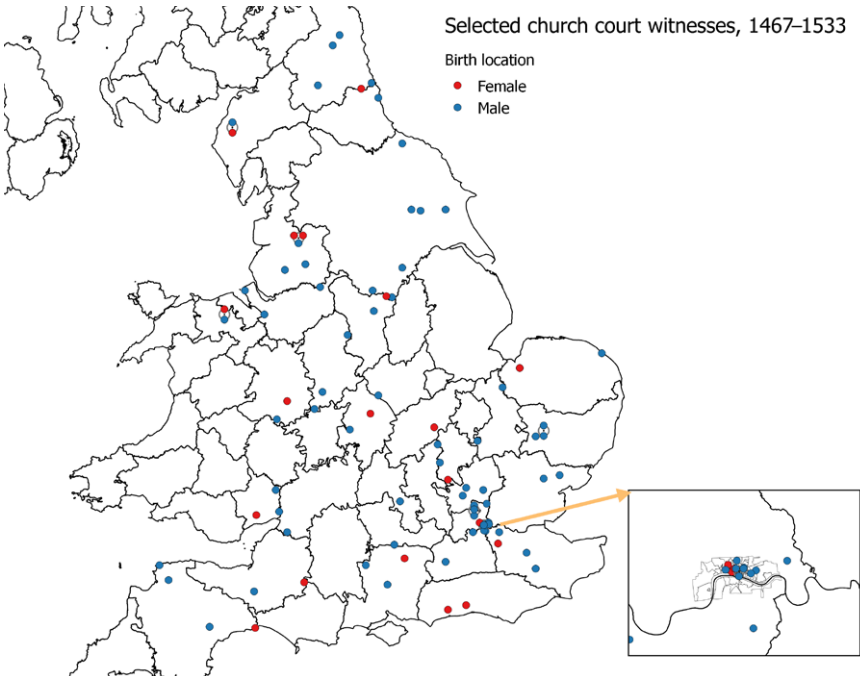 Selected church court witnesses, 1467–1533
Birth location
Female
Male